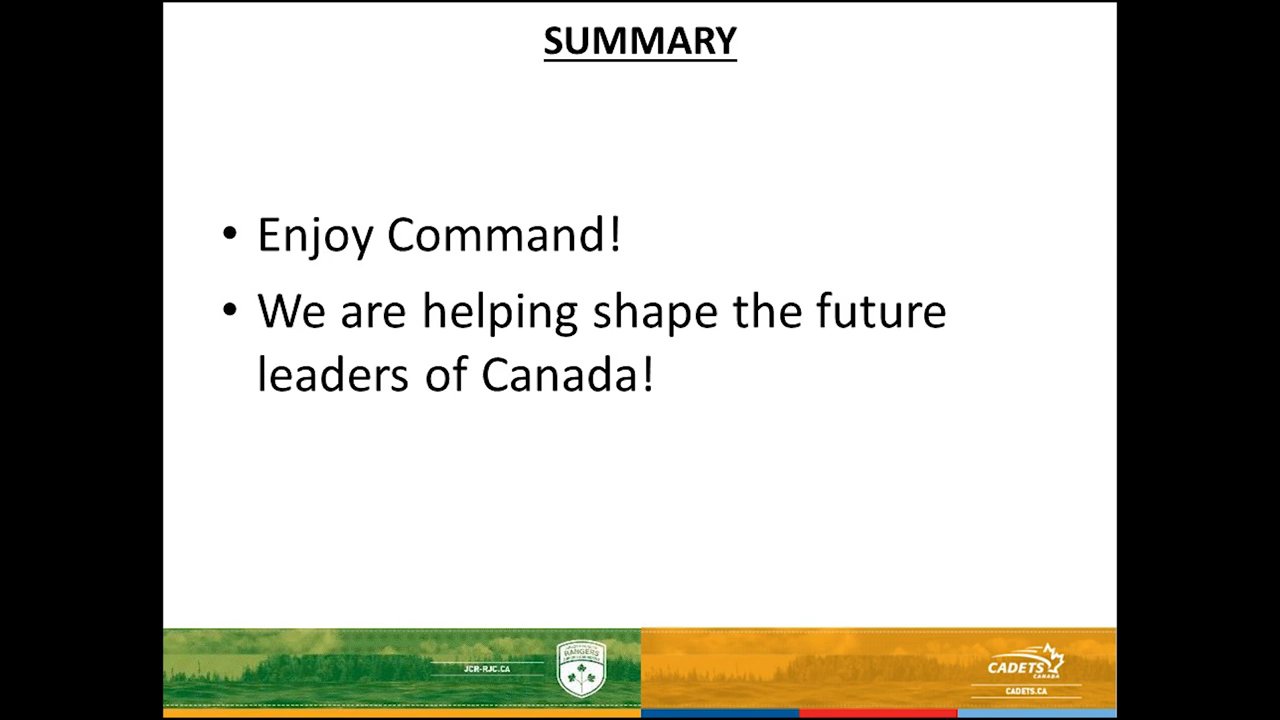 SUMMARY
• Enjoy Command!
• We are helping shape the future
leaders of Canada!
JCR-RJC.CA
RANGERS
CADETS
CANADA
CADETS.CA